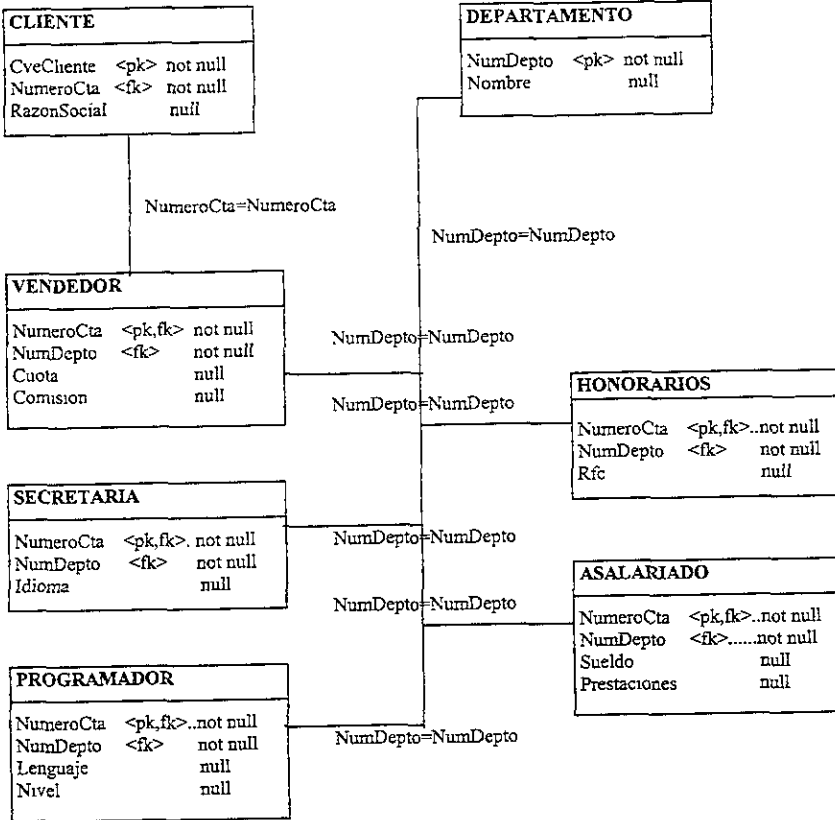 CLIENTE
CveCliente <pk> not null
NumeroCta <fk> not null
RazonSocial null
DEPARTAMENTO
NumDepto <pk> not null
Nombre null
NumeroCta=NumeroCta
NumDepto=NumDepto
VENDEDOR
NumeroCta <pk,fk> not null
NumDepto <fk> not null
Cuota null
Comision null
NumDepto=NumDepto
NumDepto=NumDepto
HONORARIOS
NumeroCta <pk,fk>..not null
NumDepto <fk> not null
Rfc null
SECRETARIA
NumeroCta <pk,fk>. not null
NumDepto <fk> not null
Idioma null
NumDepto=NumDepto
NumDepto=NumDepto
ASALARIADO
NumeroCta <pk,fk>..not null
NumDepto <fk>......not null
Sueldo null
Prestaciones null
PROGRAMADOR
NumeroCta <pk,fk>..not null
NumDepto <fk> not null
Lenguaje null
Nivel null
NumDepto=NumDepto